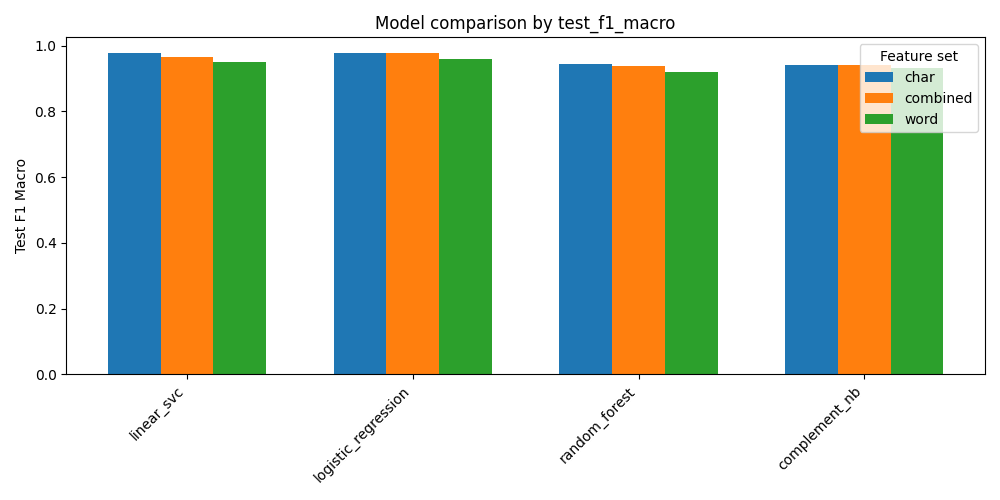 Model comparison by test_f1_macro
Test F1 Macro
1.0
0.8
0.6
0.4
0.2
0.0
Feature set
char
combined
word
linear_svc
logistic_regression
random_forest
complement_nb